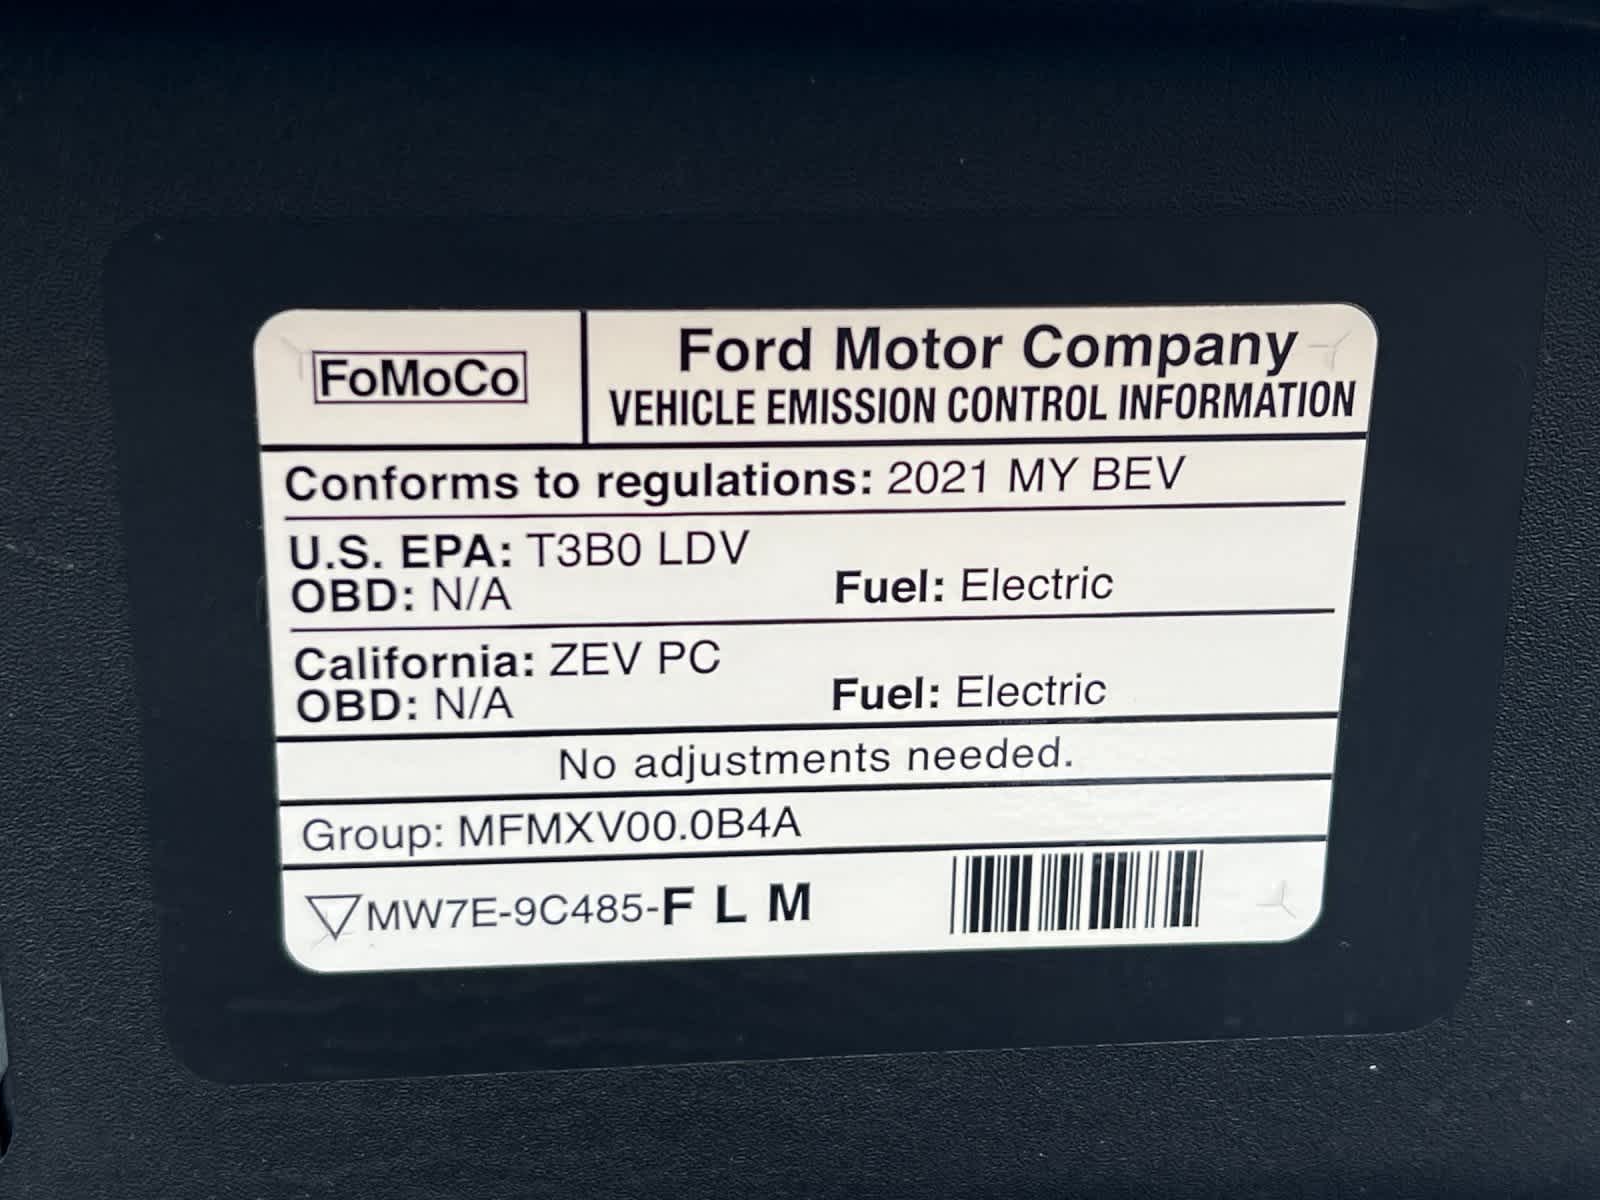 FoMoCo
Ford Motor Company
VEHICLE EMISSION CONTROL INFORMATION
Conforms to regulations: 2021 MY BEV
U.S. EPA: T3B0 LDV
OBD: N/A Fuel: Electric
California: ZEV PC
OBD: N/A Fuel: Electric
No adjustments needed.
Group: MFMXV00.0B4A
MW7E-9C485-F L M